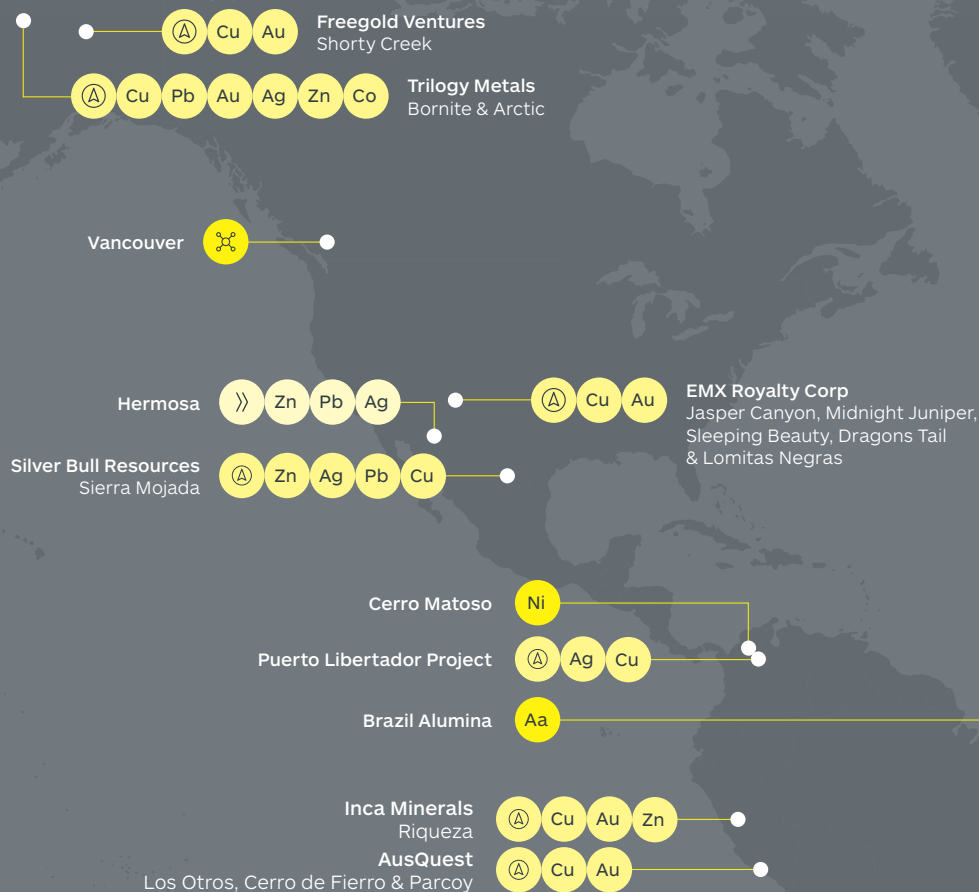 Cu Au
Freegold Ventures
Shorty Creek
Cu Pb Au Ag Zn Co
Trilogy Metals
Bornite & Arctic
Vancouver
Hermosa
Zn Pb Ag
Cu Au
EMX Royalty Corp
Jasper Canyon, Midnight Juniper,
Sleeping Beauty, Dragons Tail
& Lomitas Negras
Silver Bull Resources
Sierra Mojada
Zn Ag Pb Cu
Cerro Matoso
Ni
Puerto Libertador Project
Ag Cu
Brazil Alumina
Aa
Inca Minerals
Riqueza
Cu Au Zn
AusQuest
Los Otros, Cerro de Fierro & Parcoy
Cu Au